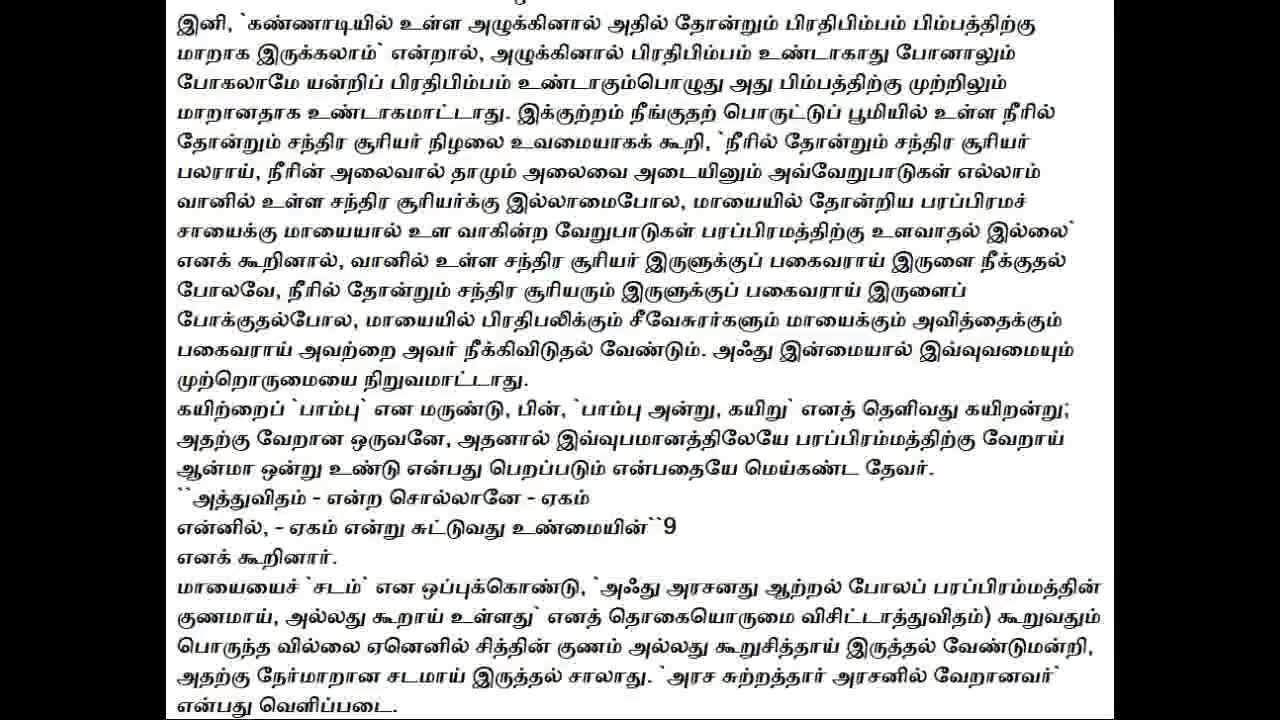 இனி, `கண்ணாடியில் உள்ள அழுக்கினால் அதில் தோன்றும் பிரதிபிம்பம் பிம்பத்திற்கு
மாறாக இருக்கலாம்` என்றால், அழுக்கினால் பிரதிபிம்பம் உண்டாகாது போனாலும்
போகலாமே யன்றிப் பிரதிபிம்பம் உண்டாகும்பொழுது அது பிம்பத்திற்கு முற்றிலும்
மாறானதாக உண்டாகமாட்டாது. இக்குற்றம் நீங்குதற் பொருட்டுப் பூமியில் உள்ள நீரில்
தோன்றும் சந்திர சூரியர் நிழலை உவமையாகக் கூறி, `நீரில் தோன்றும் சந்திர சூரியர்
பலராய், நீரின் அலைவால் தாமும் அலைவை அடையினும் அவ்வேறுபாடுகள் எல்லாம்
வானில் உள்ள சந்திர சூரியர்க்கு இல்லாமைபோல, மாயையில் தோன்றிய பரப்பிரமச்
சாயைக்கு மாயையால் உள வாகின்ற வேறுபாடுகள் பரப்பிரமத்திற்கு உளவாதல் இல்லை`
எனக் கூறினால், வானில் உள்ள சந்திர சூரியர் இருளுக்குப் பகைவராய் இருளை நீக்குதல்
போலவே, நீரில் தோன்றும் சந்திர சூரியரும் இருளுக்குப் பகைவராய் இருளைப்
போக்குதல்போல, மாயையில் பிரதிபலிக்கும் சீவேசுரர்களும் மாயைக்கும் அவித்தைக்கும்
பகைவராய் அவற்றை அவர் நீக்கிவிடுதல் வேண்டும். அஃது இன்மையால் இவ்வுவமையும்
முற்றொருமையை நிறுவமாட்டாது.
கயிற்றைப் `பாம்பு` என மருண்டு, பின், `பாம்பு அன்று, கயிறு` எனத் தெளிவது கயிறன்று;
அதற்கு வேறான ஒருவனே, அதனால் இவ்வுபமானத்திலேயே பரப்பிரம்மத்திற்கு வேறாய்
ஆன்மா ஒன்று உண்டு என்பது பெறப்படும் என்பதையே மெய்கண்ட தேவர்.
``அத்துவிதம் - என்ற சொல்லானே - ஏகம்
என்னில், - ஏகம் என்று சுட்டுவது உண்மையின்``9
எனக் கூறினார்.
மாயையைச் `சடம்` என ஒப்புக்கொண்டு, `அஃது அரசனது ஆற்றல் போலப் பரப்பிரம்மத்தின்
குணமாய், அல்லது கூறாய் உள்ளது` எனத் தொகையொருமை விசிட்டாத்துவிதம்) கூறுவதும்
பொருந்த வில்லை ஏனெனில் சித்தின் குணம் அல்லது கூறுசித்தாய் இருத்தல் வேண்டுமன்றி,
அதற்கு நேர்மாறான சடமாய் இருத்தல் சாலாது. `அரச சுற்றத்தார் அரசனில் வேறானவர்`
என்பது வெளிப்படை.